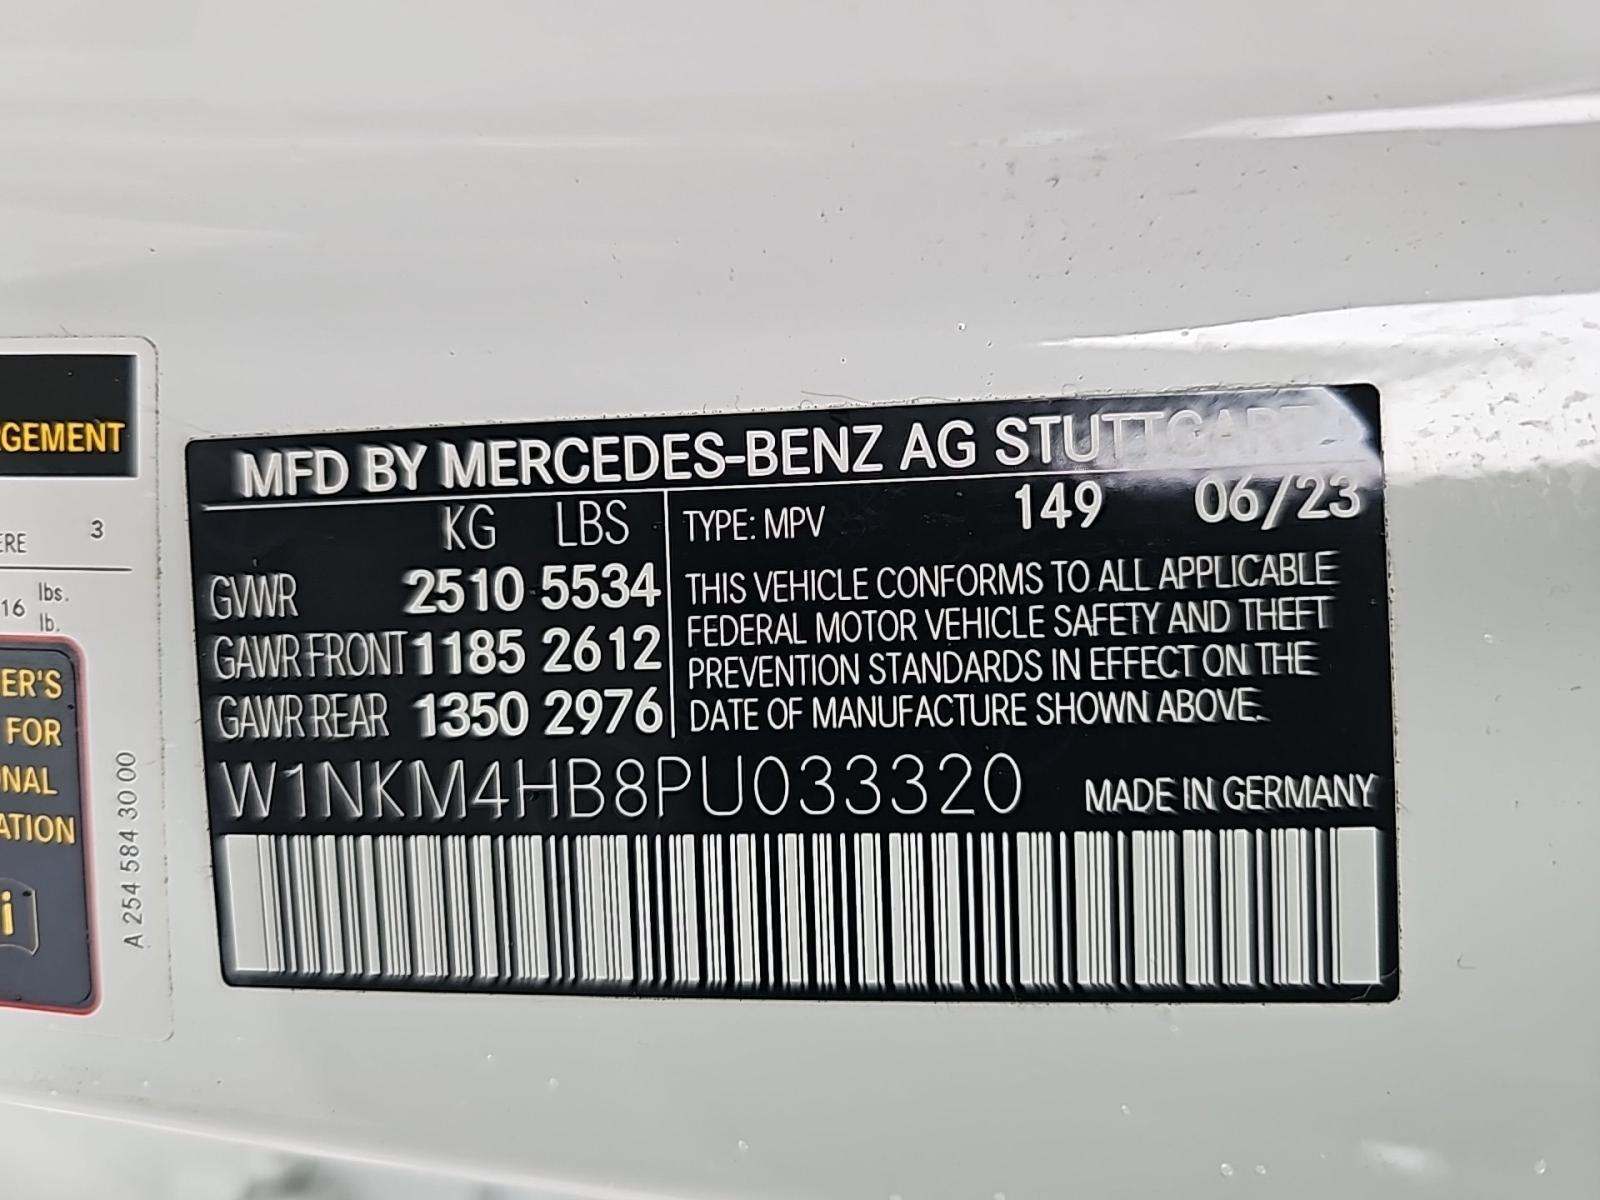 RGEMENT
ERE 3
16 lbs.
lb.
ER'S
FOR
ONAL
ATION
i
A 254 584 30 00
MFD BY MERCEDES-BENZ AG STUTTGART
KG LBS
GVWR 2510 5534
GAWR FRONT 1185 2612
GAWR REAR 1350 2976
TYPE: MPV 149 06/23
THIS VEHICLE CONFORMS TO ALL APPLICABLE
FEDERAL MOTOR VEHICLE SAFETY AND THEFT
PREVENTION STANDARDS IN EFFECT ON THE
DATE OF MANUFACTURE SHOWN ABOVE.
W1NKM4HB8PU033320
MADE IN GERMANY